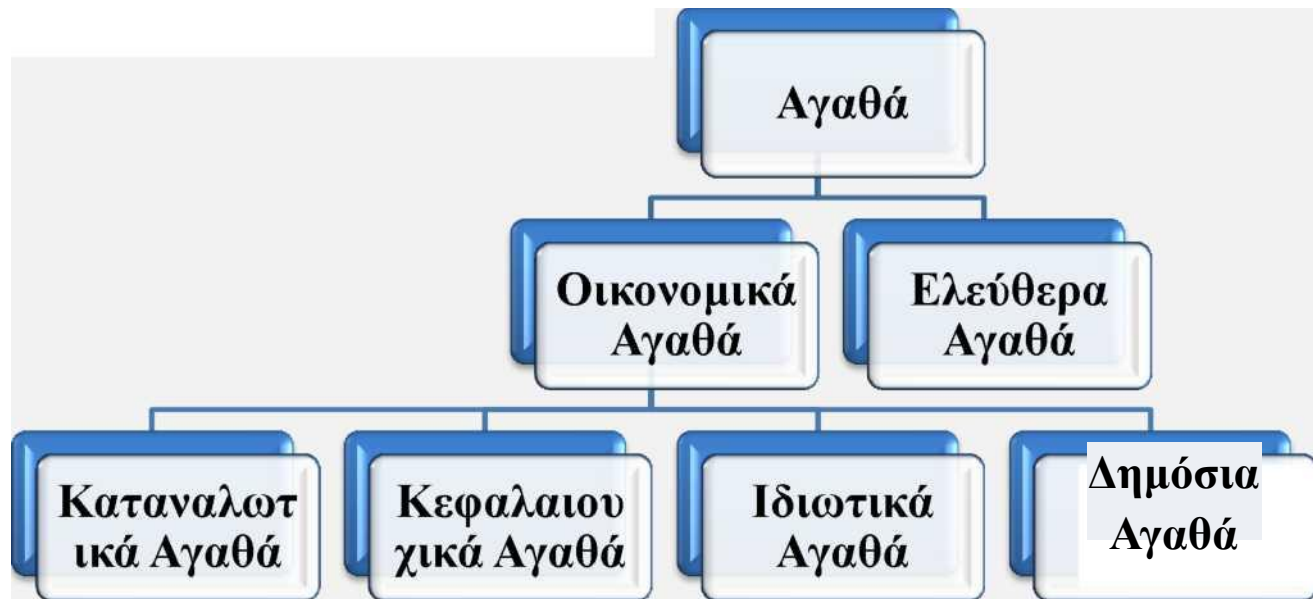 Αγαθά
Οικονομικά
Αγαθά
Ελεύθερα
Αγαθά
Καταναλωτ
ικά Αγαθά
Κεφαλαιου
χικά Αγαθά
Ιδιωτικά
Αγαθά
Δημόσια
Αγαθά